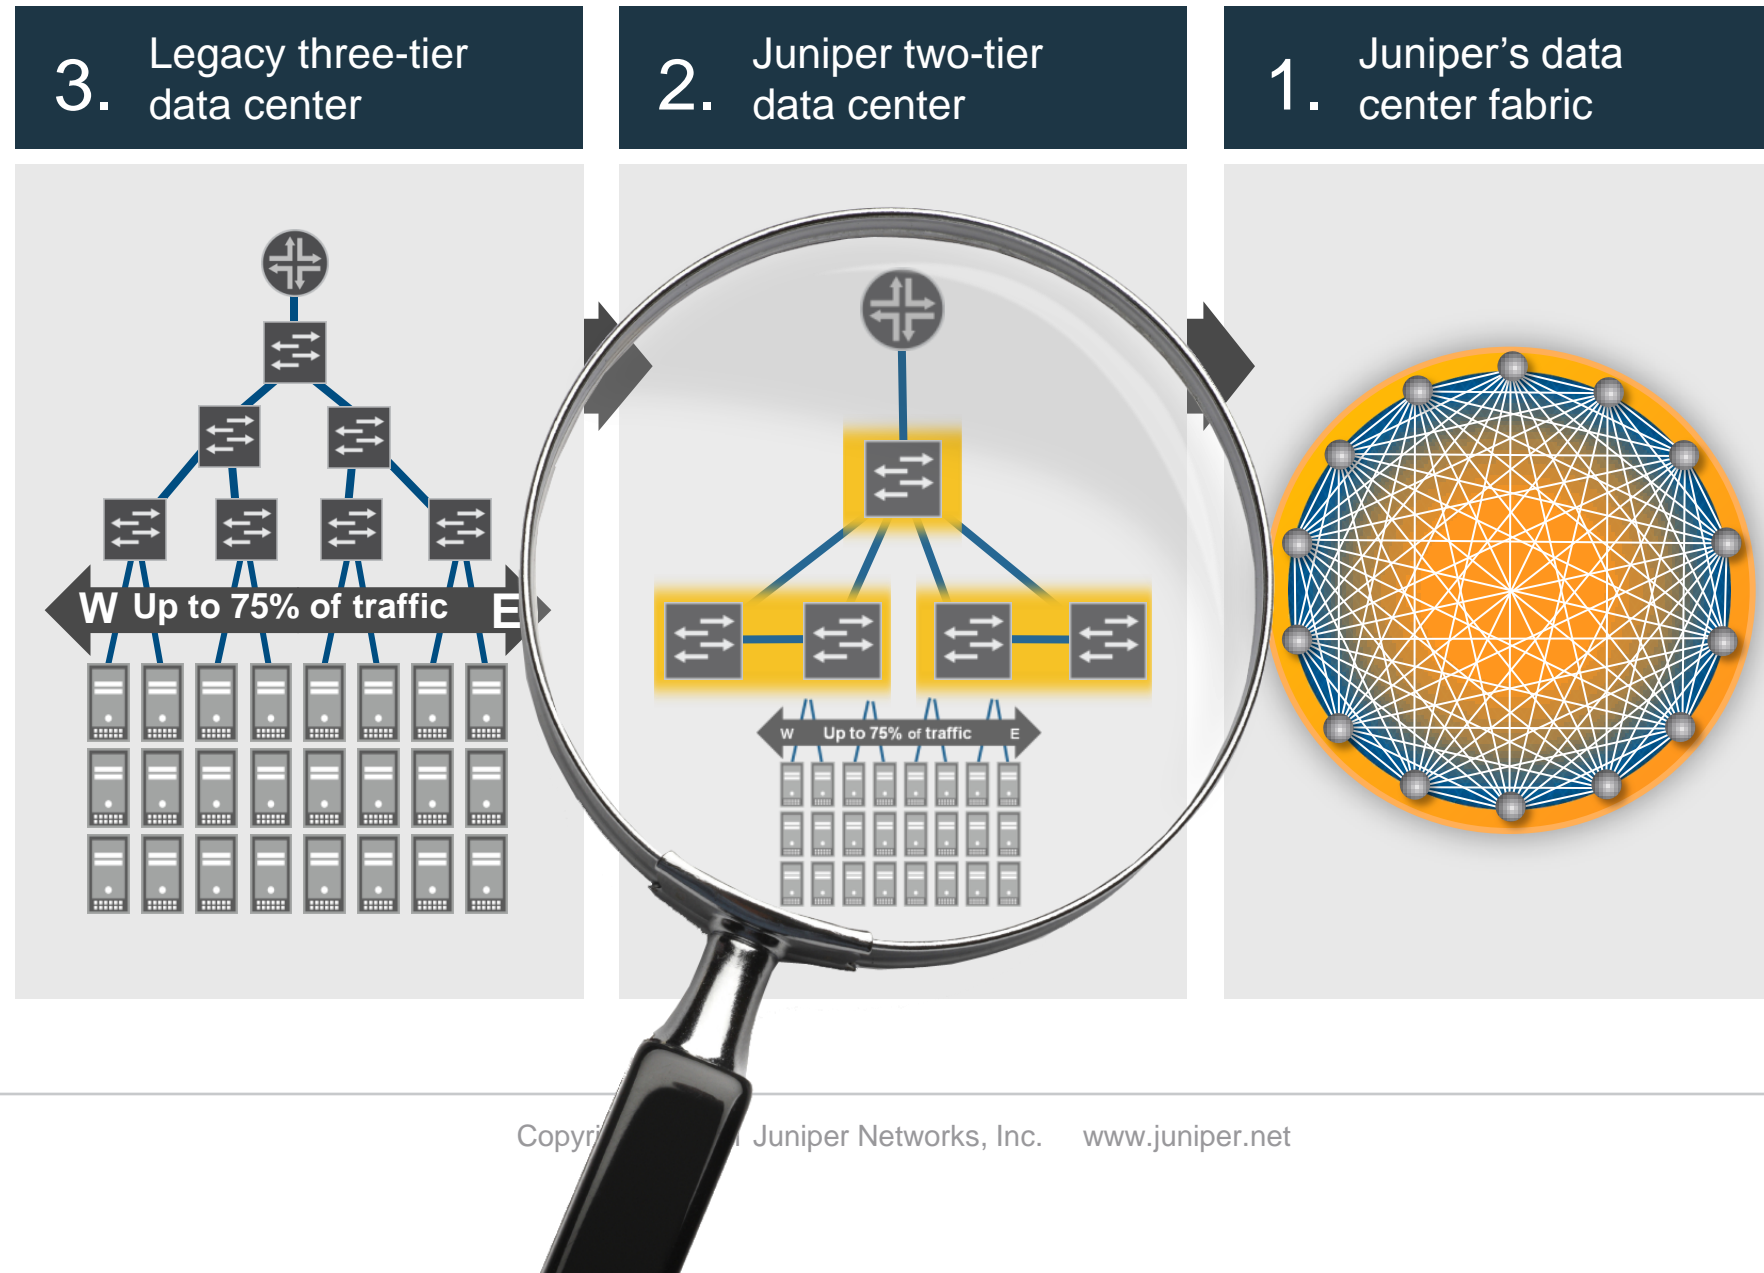 3. Legacy three-tier
data center
2. Juniper two-tier
data center
1. Juniper's data
center fabric
W Up to 75% of traffic E
W Up to 75% of traffic E
Juniper Networks, Inc. www.juniper.net